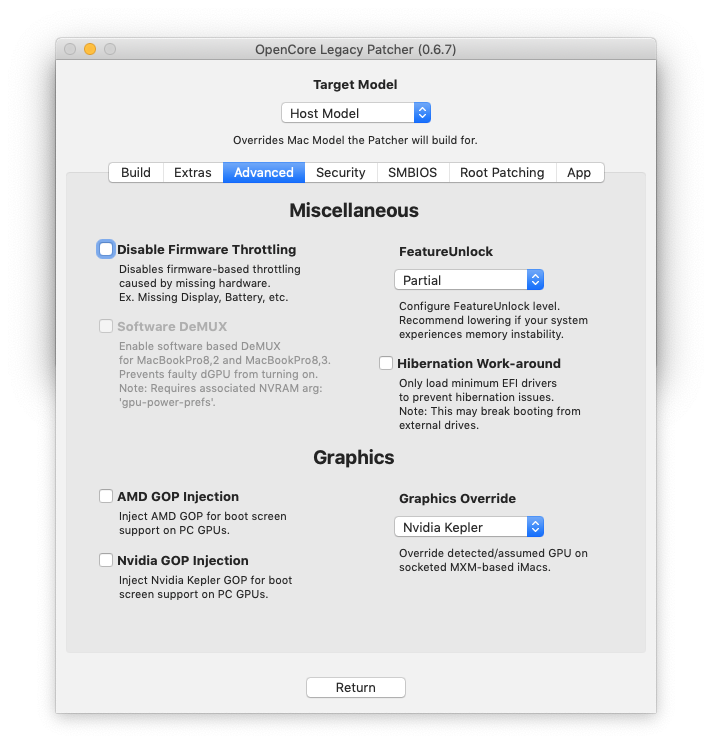 OpenCore Legacy Patcher (0.6.7)
Target Model
Host Model
Overrides Mac Model the Patcher will build for.
Build Extras Advanced Security SMBIOS Root Patching App
Miscellaneous
Disable Firmware Throttling
Disables firmware-based throttling
caused by missing hardware.
Ex. Missing Display, Battery, etc.
Software DeMUX
Enable software based DeMUX
for MacBookPro8,2 and MacBookPro8,3.
Prevents faulty dGPU from turning on.
Note: Requires associated NVRAM arg:
'gpu-power-prefs'.
FeatureUnlock
Partial
Configure FeatureUnlock level.
Recommend lowering if your system
experiences memory instability.
Hibernation Work-around
Only load minimum EFI drivers
to prevent hibernation issues.
Note: This may break booting from
external drives.
Graphics
AMD GOP Injection
Inject AMD GOP for boot screen
support on PC GPUs.
Nvidia GOP Injection
Inject Nvidia Kepler GOP for boot
screen support on PC GPUs.
Graphics Override
Nvidia Kepler
Override detected/assumed GPU on
socketed MXM-based iMacs.
Return